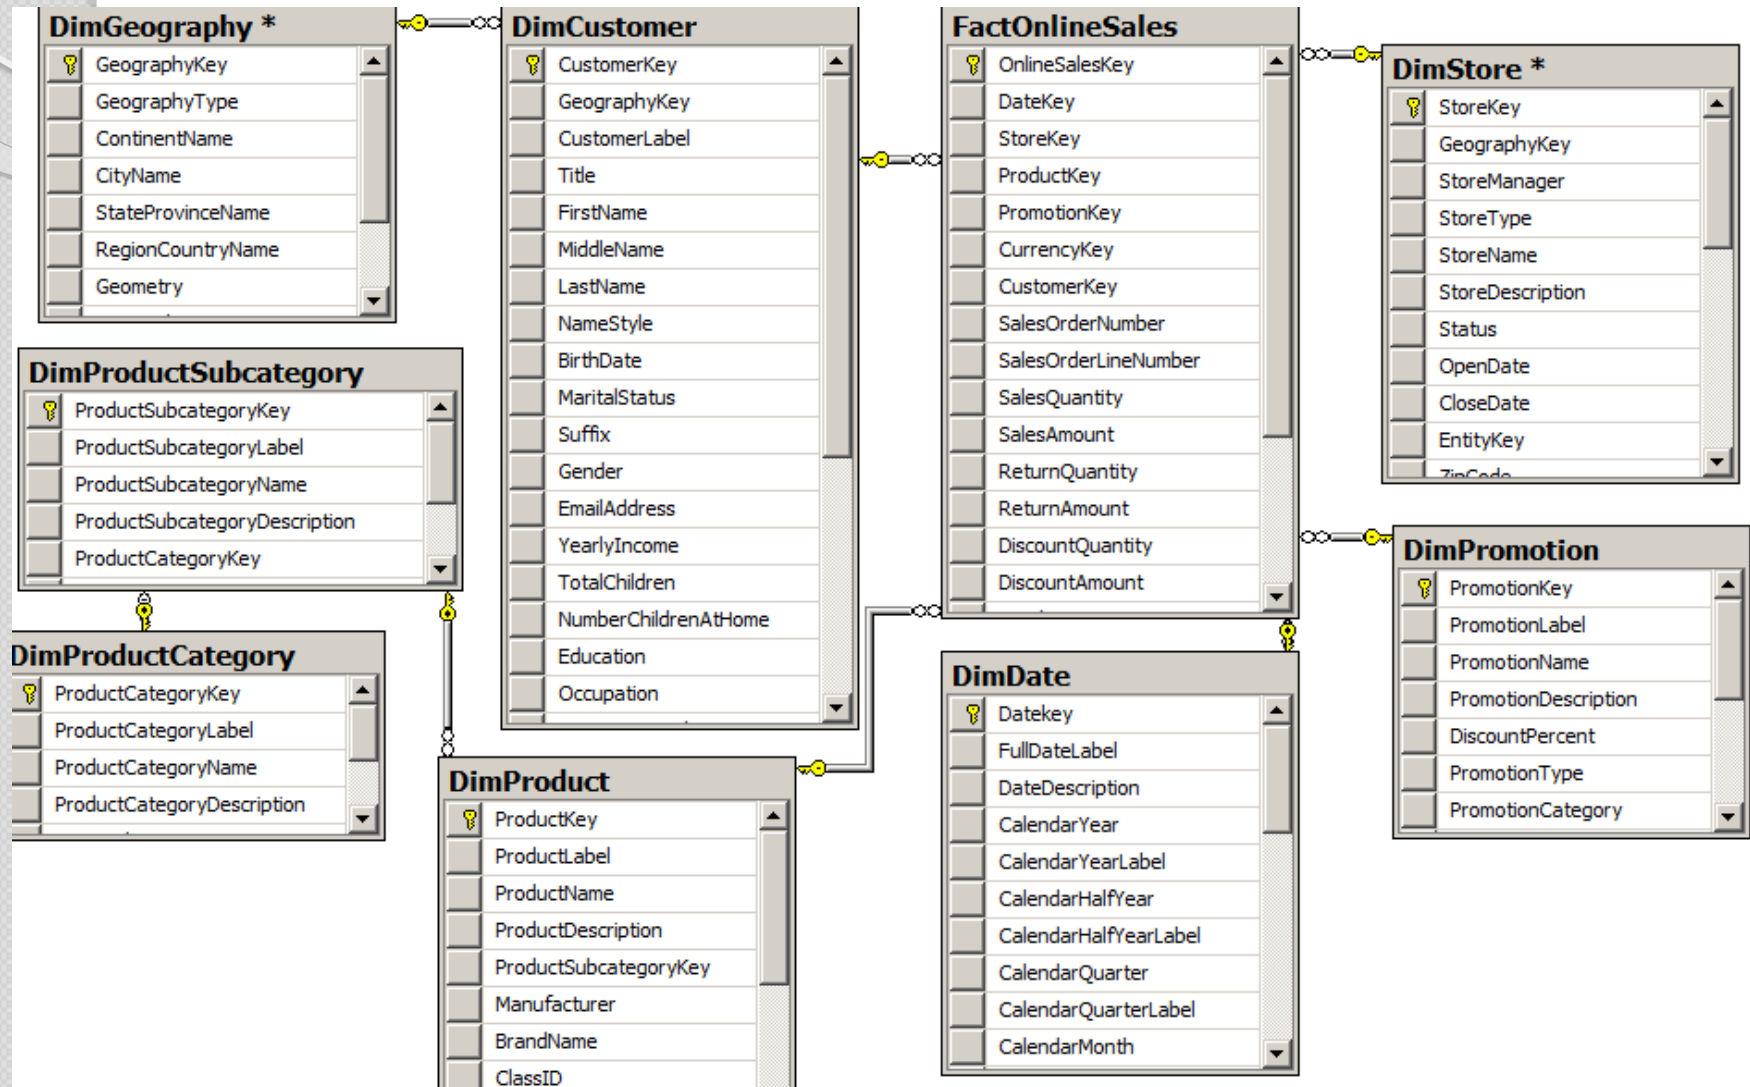 DimGeography *
GeographyKey
GeographyType
ContinentName
CityName
StateProvinceName
RegionCountryName
Geometry
DimProductSubcategory
ProductSubcategoryKey
ProductSubcategoryLabel
ProductSubcategoryName
ProductSubcategoryDescription
ProductCategoryKey
DimProductCategory
ProductCategoryKey
ProductCategoryLabel
ProductCategoryName
ProductCategoryDescription
DimCustomer
CustomerKey
GeographyKey
CustomerLabel
Title
FirstName
MiddleName
LastName
NameStyle
BirthDate
MaritalStatus
Suffix
Gender
EmailAddress
YearlyIncome
TotalChildren
NumberChildrenAtHome
Education
Occupation
DimProduct
ProductKey
ProductLabel
ProductName
ProductDescription
ProductSubcategoryKey
Manufacturer
BrandName
ClassID
FactOnlineSales
OnlineSalesKey
DateKey
StoreKey
ProductKey
PromotionKey
CurrencyKey
CustomerKey
SalesOrderNumber
SalesOrderLineNumber
SalesQuantity
SalesAmount
ReturnQuantity
ReturnAmount
DiscountQuantity
DiscountAmount
DimDate
Datekey
FullDateLabel
DateDescription
CalendarYear
CalendarYearLabel
CalendarHalfYear
CalendarHalfYearLabel
CalendarQuarter
CalendarQuarterLabel
CalendarMonth
DimStore *
StoreKey
GeographyKey
StoreManager
StoreType
StoreName
StoreDescription
Status
OpenDate
CloseDate
EntityKey
ZipCode
DimPromotion
PromotionKey
PromotionLabel
PromotionName
PromotionDescription
DiscountPercent
PromotionType
PromotionCategory